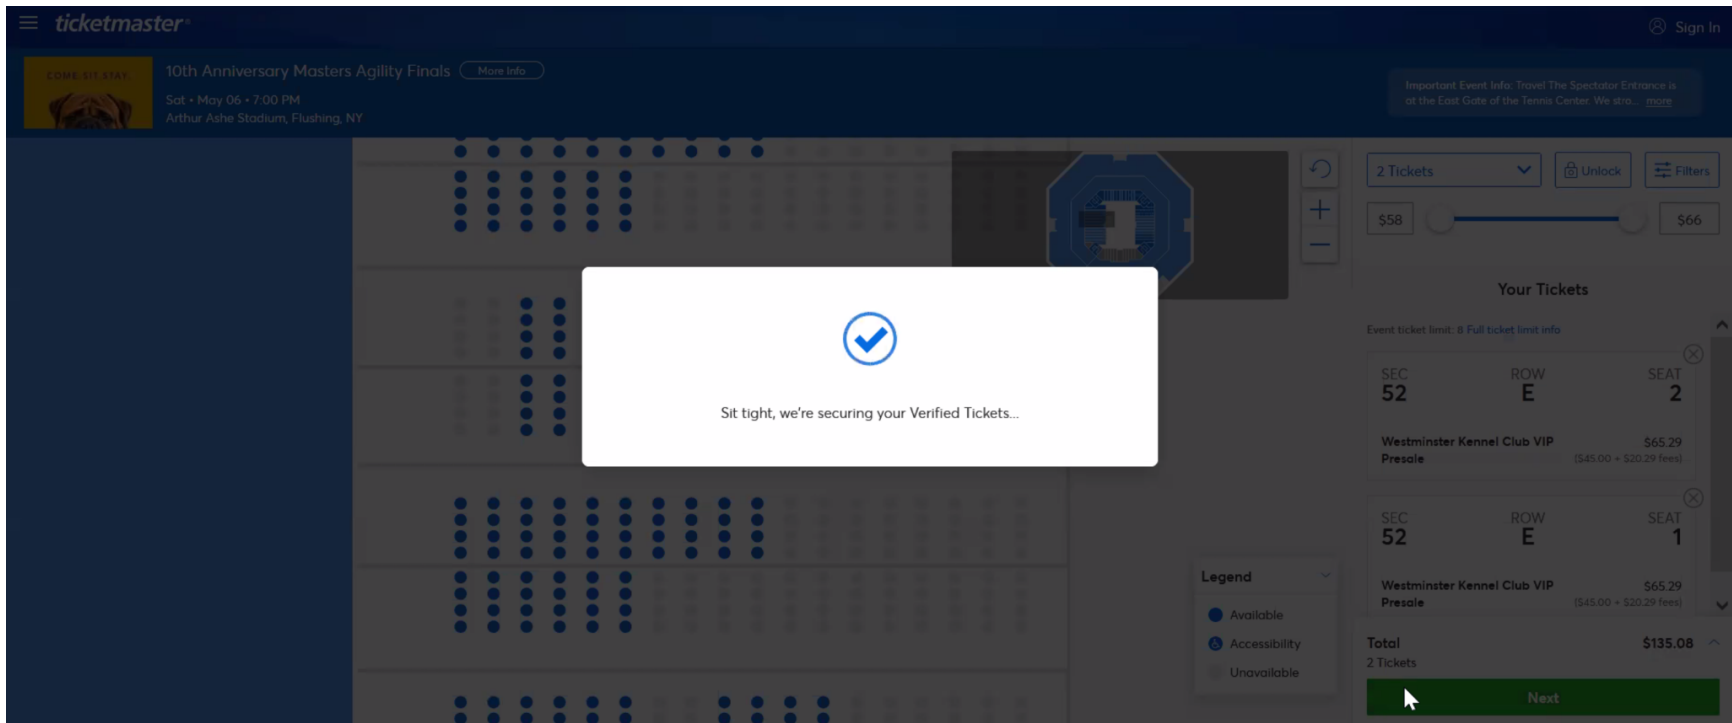 ticketmaster®
Sign In
COME. SIT. STAY.
10th Anniversary Masters Agility Finals
More Info
Sat • May 06 • 7:00 PM
Arthur Ashe Stadium, Flushing, NY
Important Event Info: Travel The Spectator Entrance is
at the East Gate of the Tennis Center. We stro... more
2 Tickets
Unlock
Filters
$58
$66
Your Tickets
Event ticket limit: 8 Full ticket limit info
SEC ROW SEAT
52 E 2
Westminster Kennel Club VIP $65.29
Presale ($45.00 + $20.29 fees)
SEC ROW SEAT
52 E 1
Westminster Kennel Club VIP $65.29
Presale ($45.00 + $20.29 fees)
Sit tight, we're securing your Verified Tickets...
Legend
Available
Accessibility
Unavailable
Total $135.08
2 Tickets
Next